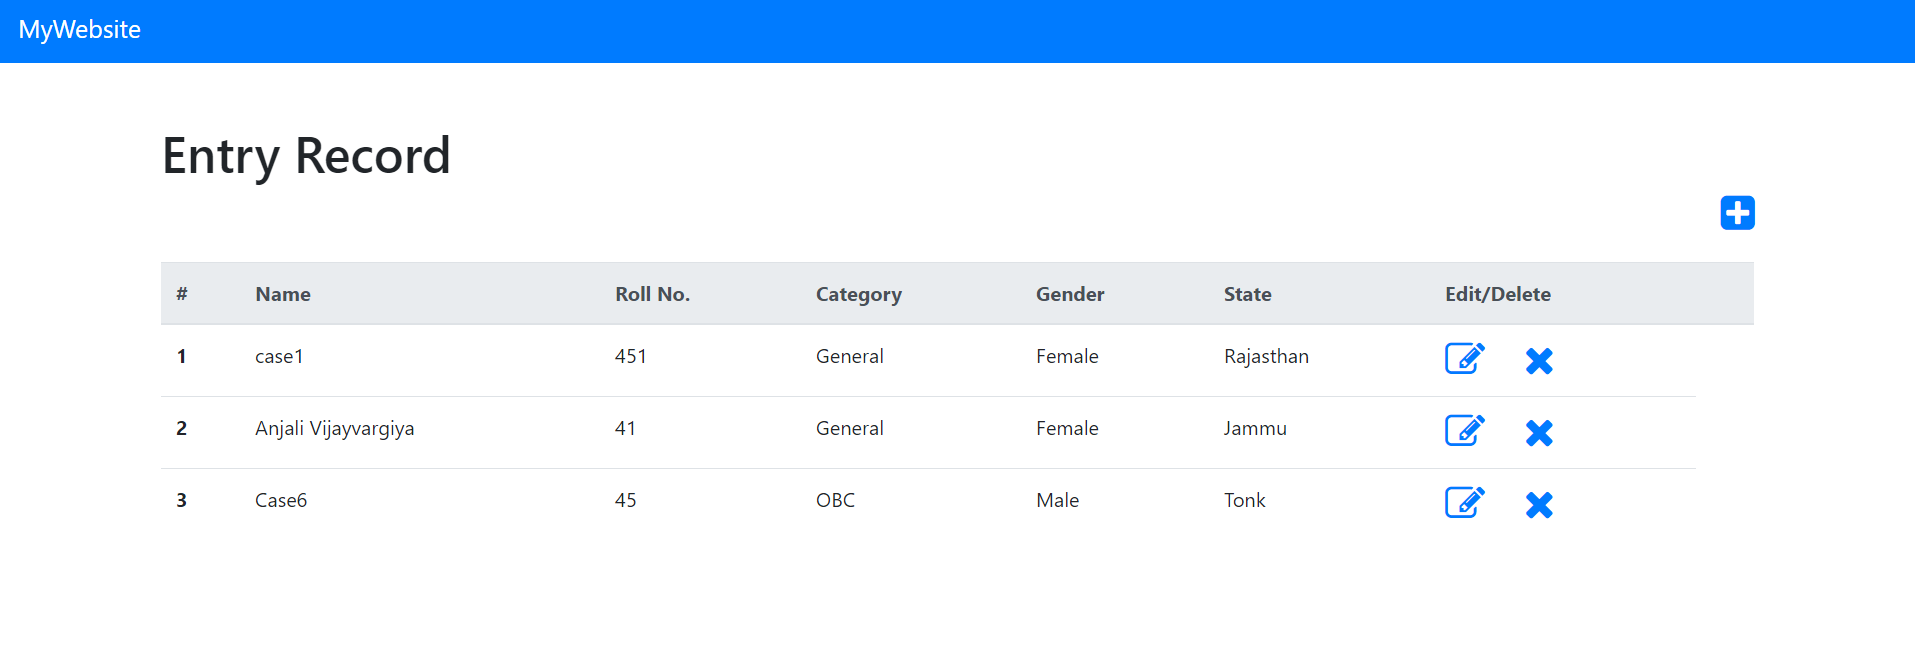 MyWebsite
Entry Record
# Name Roll No. Category Gender State Edit/Delete
1 case1 451 General Female Rajasthan
2 Anjali Vijayvargiya 41 General Female Jammu
3 Case6 45 OBC Male Tonk